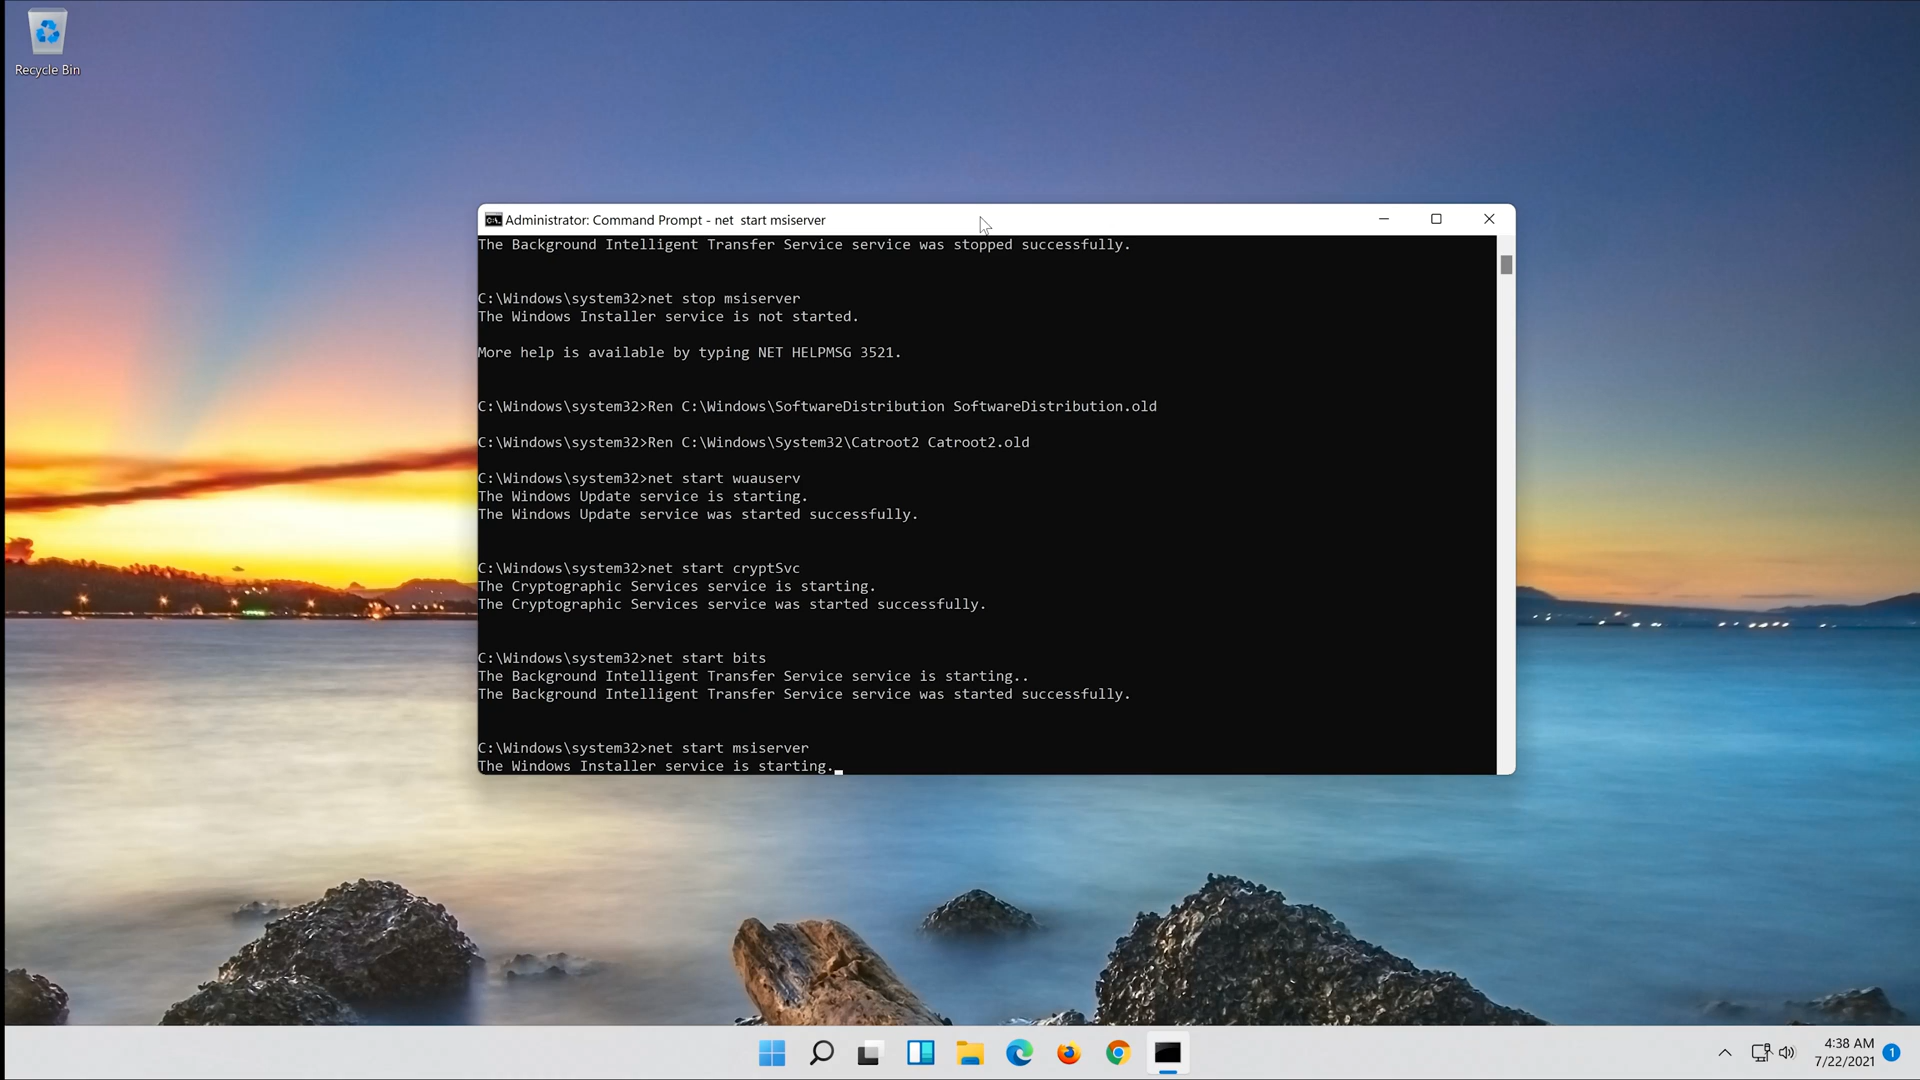 Recycle Bin
Administrator: Command Prompt - net  start msiserver
The Background Intelligent Transfer Service service was stopped successfully.
C:\Windows\system32>net stop msiserver
The Windows Installer service is not started.
More help is available by typing NET HELPMSG 3521.
C:\Windows\system32>Ren C:\Windows\SoftwareDistribution SoftwareDistribution.old
C:\Windows\system32>Ren C:\Windows\System32\Catroot2 Catroot2.old
C:\Windows\system32>net start wuauserv
The Windows Update service is starting.
The Windows Update service was started successfully.
C:\Windows\system32>net start cryptSvc
The Cryptographic Services service is starting.
The Cryptographic Services service was started successfully.
C:\Windows\system32>net start bits
The Background Intelligent Transfer Service service is starting..
The Background Intelligent Transfer Service service was started successfully.
C:\Windows\system32>net start msiserver
The Windows Installer service is starting.
4:38 AM
7/22/2021
1